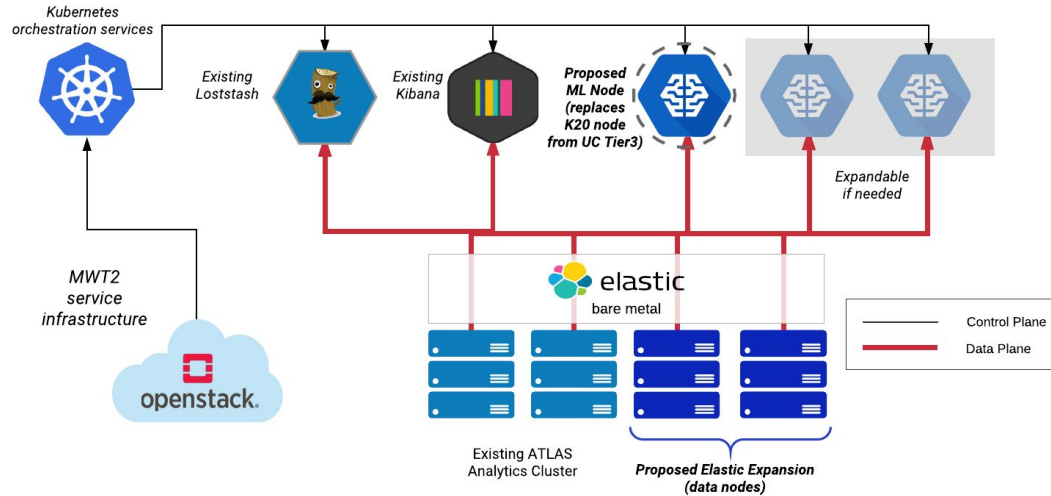 Kubernetes
orchestration services
Existing
Loststash
Existing
Kibana
Proposed
ML Node
(replaces
K20 node
from UC Tier3)
Expandable
if needed
MWT2
service
infrastructure
openstack.
elastic
bare metal
Control Plane
Data Plane
Existing ATLAS
Analytics Cluster
Proposed Elastic Expansion
(data nodes)